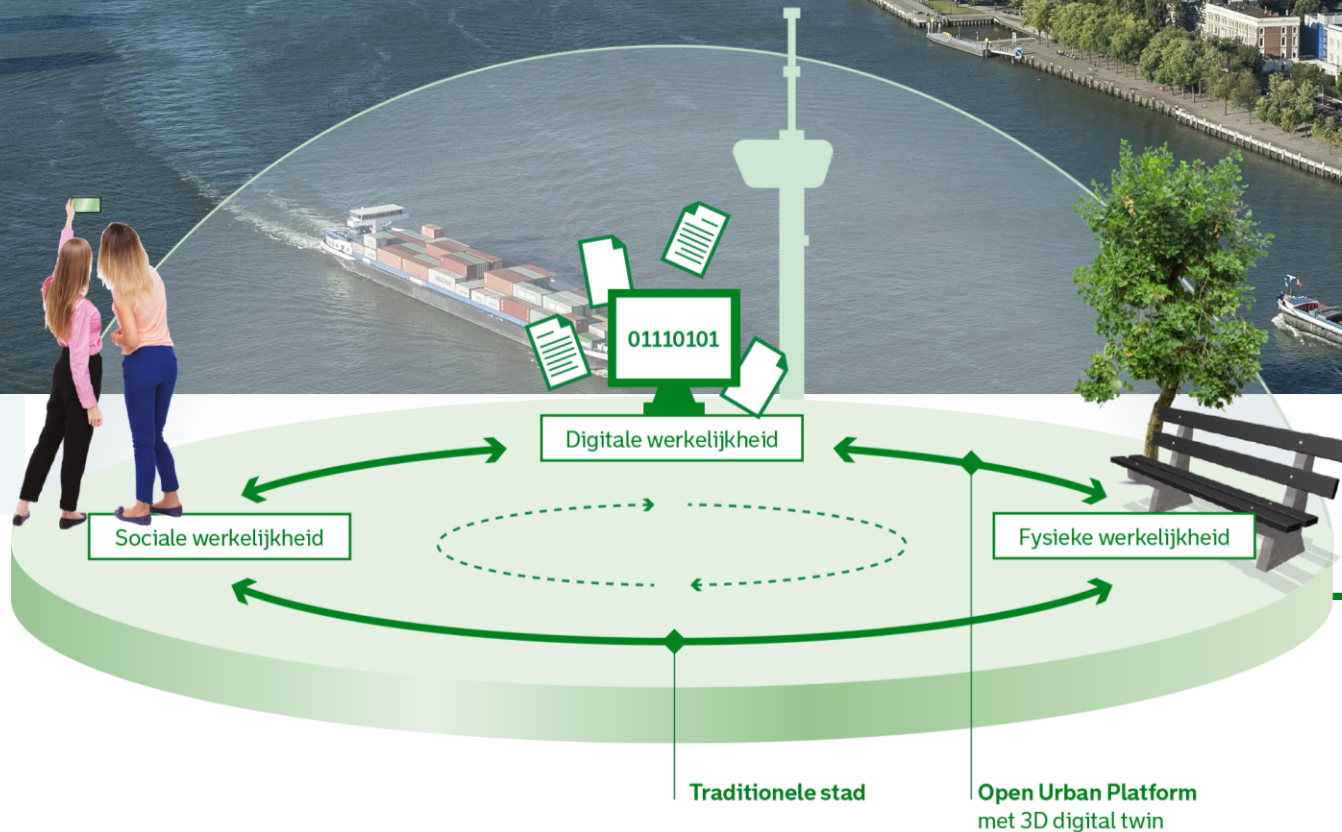 01110101
Digitale werkelijkheid
Sociale werkelijkheid
Fysieke werkelijkheid
Traditionele stad
Open Urban Platform
met 3D digital twin